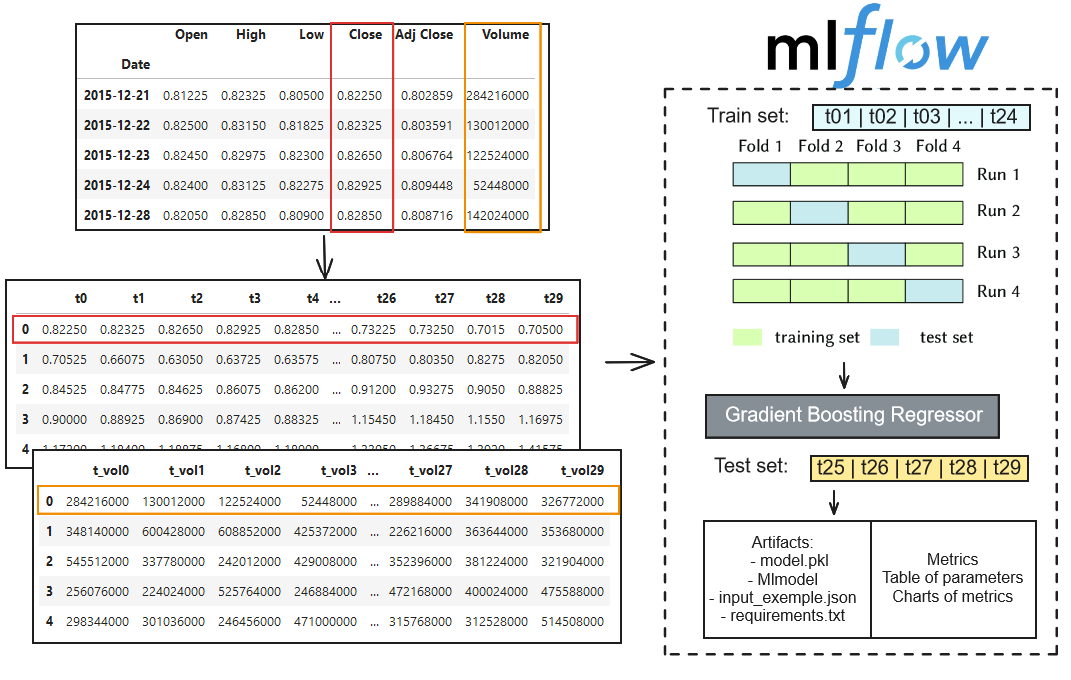 Open High Low Close Adj Close Volume
Date
2015-12-21 0.81225 0.82325 0.80500 0.82250 0.802859 284216000
2015-12-22 0.82500 0.83150 0.81825 0.82325 0.803591 130012000
2015-12-23 0.82450 0.82975 0.82300 0.82650 0.806764 122524000
2015-12-24 0.82400 0.83125 0.82275 0.82925 0.809448 52448000
2015-12-28 0.82050 0.82850 0.80900 0.82850 0.808716 142024000
t0 t1 t2 t3 t4 ... t26 t27 t28 t29
0 0.82250 0.82325 0.82650 0.82925 0.82850 ... 0.73225 0.73250 0.7015 0.70500
1 0.70525 0.66075 0.63050 0.63725 0.63575 ... 0.80750 0.80350 0.8275 0.82050
2 0.84525 0.84775 0.84625 0.86075 0.86200 ... 0.91200 0.93275 0.9050 0.88825
3 0.90000 0.88925 0.86900 0.87425 0.88325 ... 1.15450 1.18450 1.1550 1.16975
4
t_vol0 t_vol1 t_vol2 t_vol3 ... t_vol27 t_vol28 t_vol29
0 284216000 130012000 122524000 52448000 ... 289884000 341908000 326772000
1 348140000 600428000 608852000 425372000 ... 226216000 363644000 353680000
2 545512000 337780000 242012000 429008000 ... 352396000 381224000 321904000
3 256076000 224024000 525764000 246884000 ... 472168000 400024000 475588000
4 298344000 301036000 246456000 471000000 ... 315768000 312528000 514508000
mlflow
Train set: t01 | t02 | t03 | ... | t24
Fold 1 Fold 2 Fold 3 Fold 4
Run 1
Run 2
Run 3
Run 4
training set test set
Gradient Boosting Regressor
Test set: t25 | t26 | t27 | t28 | t29
Artifacts:
- model.pkl
- Mlmodel
- input_exemple.json
- requirements.txt
Metrics
Table of parameters
Charts of metrics